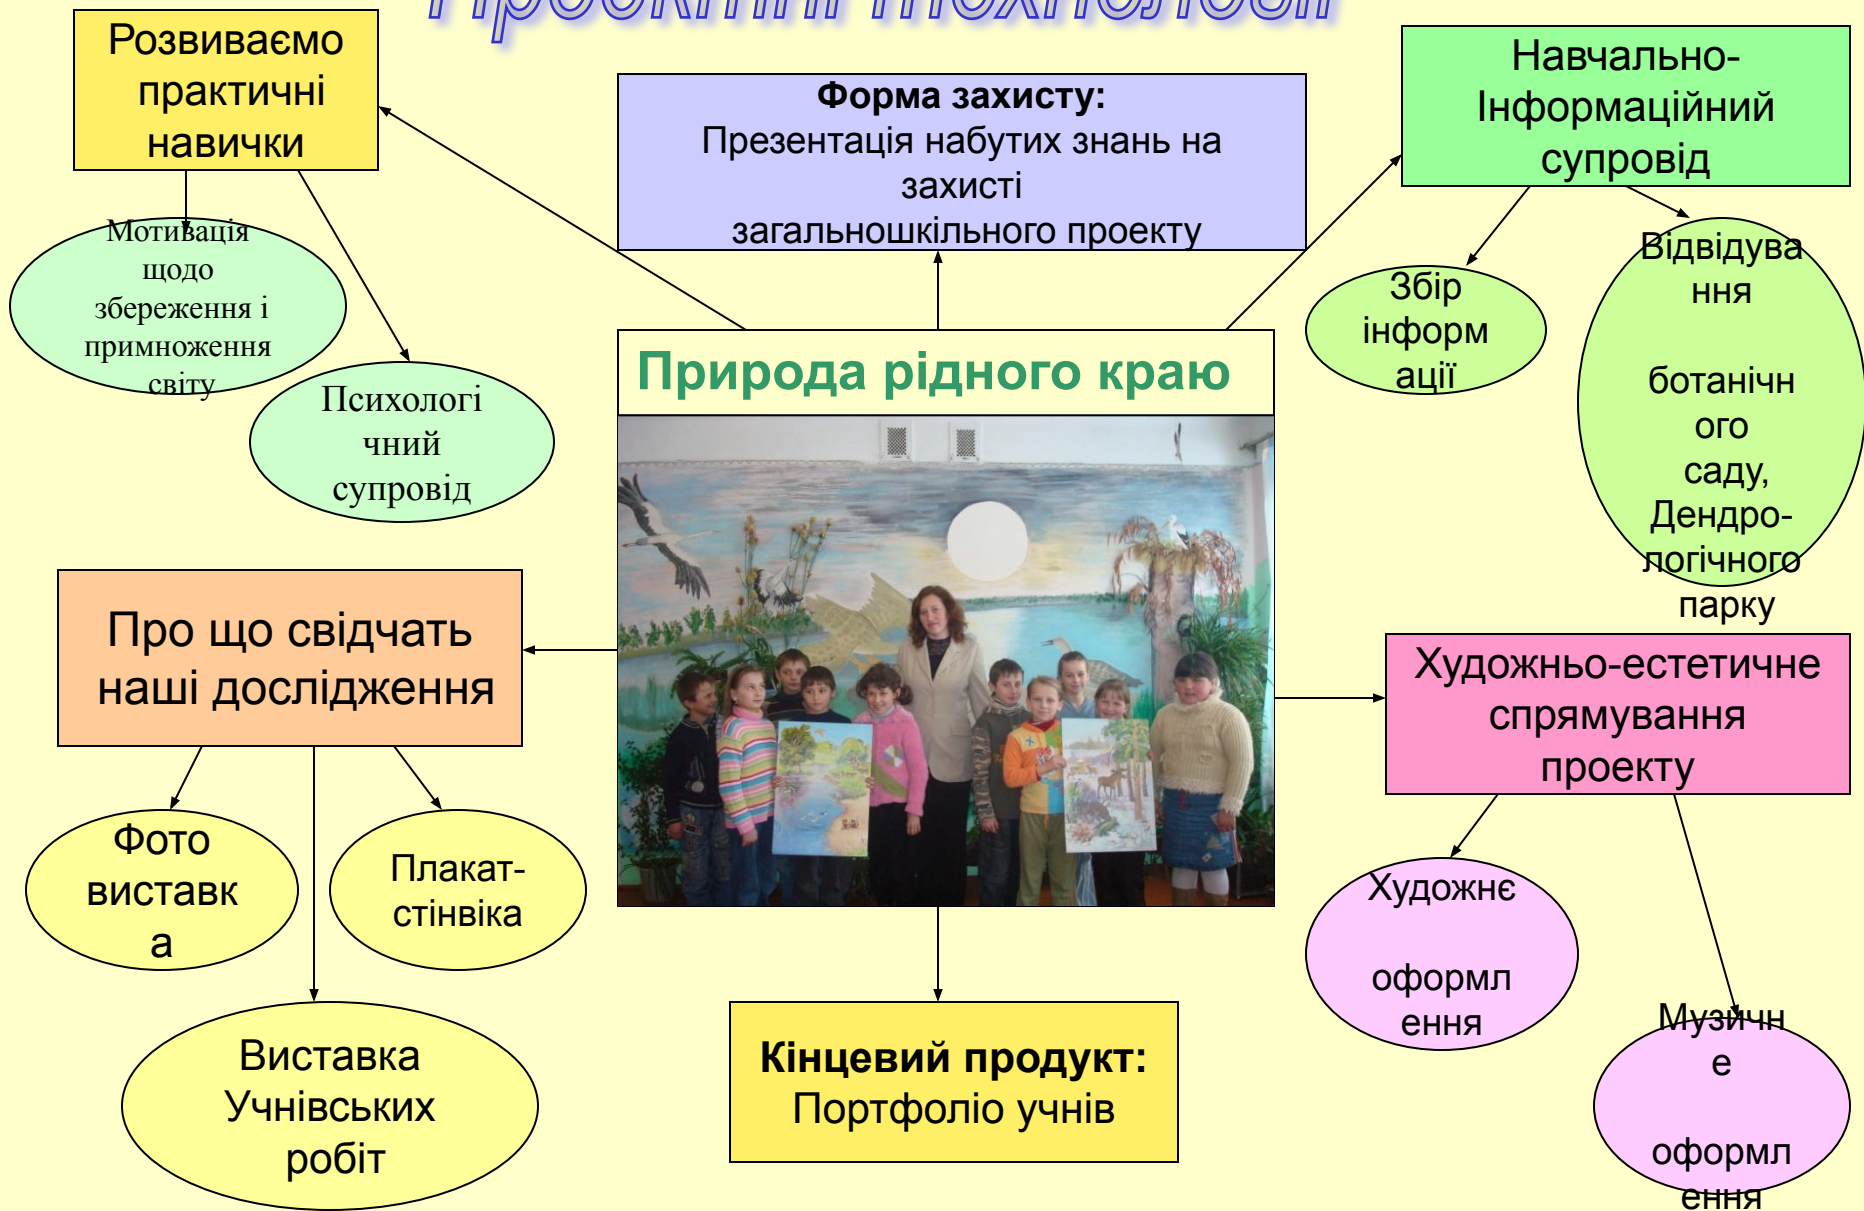 Проектні технології
Розвиваємо
практичні
навички
Форма захисту:
Презентація набутих знань на
захисті
загальношкільного проекту
Навчально-
Інформаційний
супровід
Мотивація
щодо
збереження і
примноження
світу
Психологі
чний
супровід
Збір
інформ
ації
Відвідува
ння
ботанічн
ого
саду,
Дендро-
логічного
парку
Природа рідного краю
Про що свідчать
наші дослідження
Художньо-естетичне
спрямування
проекту
Фото
виставк
а
Плакат-
стінвіка
Виставка
Учнівських
робіт
Кінцевий продукт:
Портфоліо учнів
Художнє
оформл
ення
Музичн
е
оформл
ення